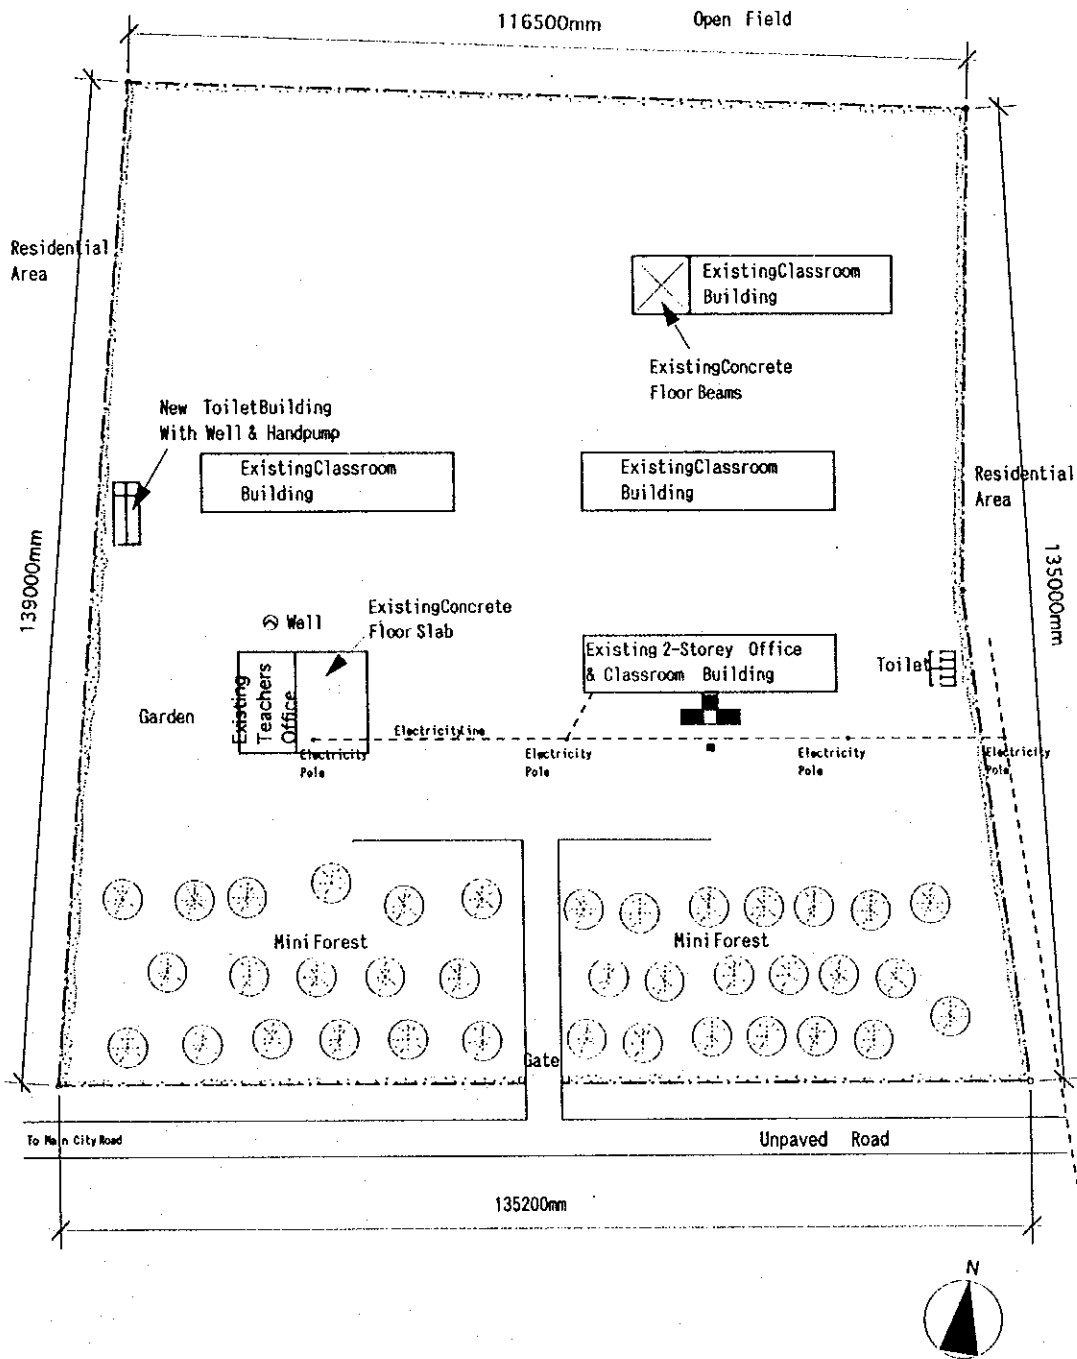 116500mm
Open Field
Residential
Area
ExistingClassroom
Building
ExistingConcrete
Floor Beams
New ToiletBuilding
With Well & Handpump
ExistingClassroom
Building
ExistingClassroom
Building
Residential
Area
139000mm
135000mm
Well
ExistingConcrete
Floor Slab
Existing 2-Storey Office
& Classroom Building
Toilet
Existing
Teachers
Office
Garden
ElectricityLine
Electricity
Pole
Electricity
Pole
Electricity
Pole
Electricity
Pole
Mini Forest
Mini Forest
Gate
To Main City Road
Unpaved Road
135200mm
N